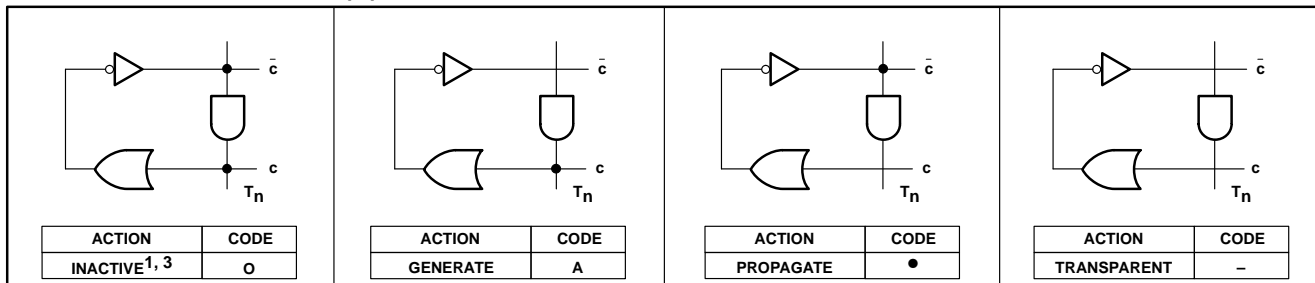 c̄
c
Tn
ACTION CODE
INACTIVE1, 3 O
c̄
c
Tn
ACTION CODE
GENERATE A
c̄
c
Tn
ACTION CODE
PROPAGATE •
c̄
c
Tn
ACTION CODE
TRANSPARENT –